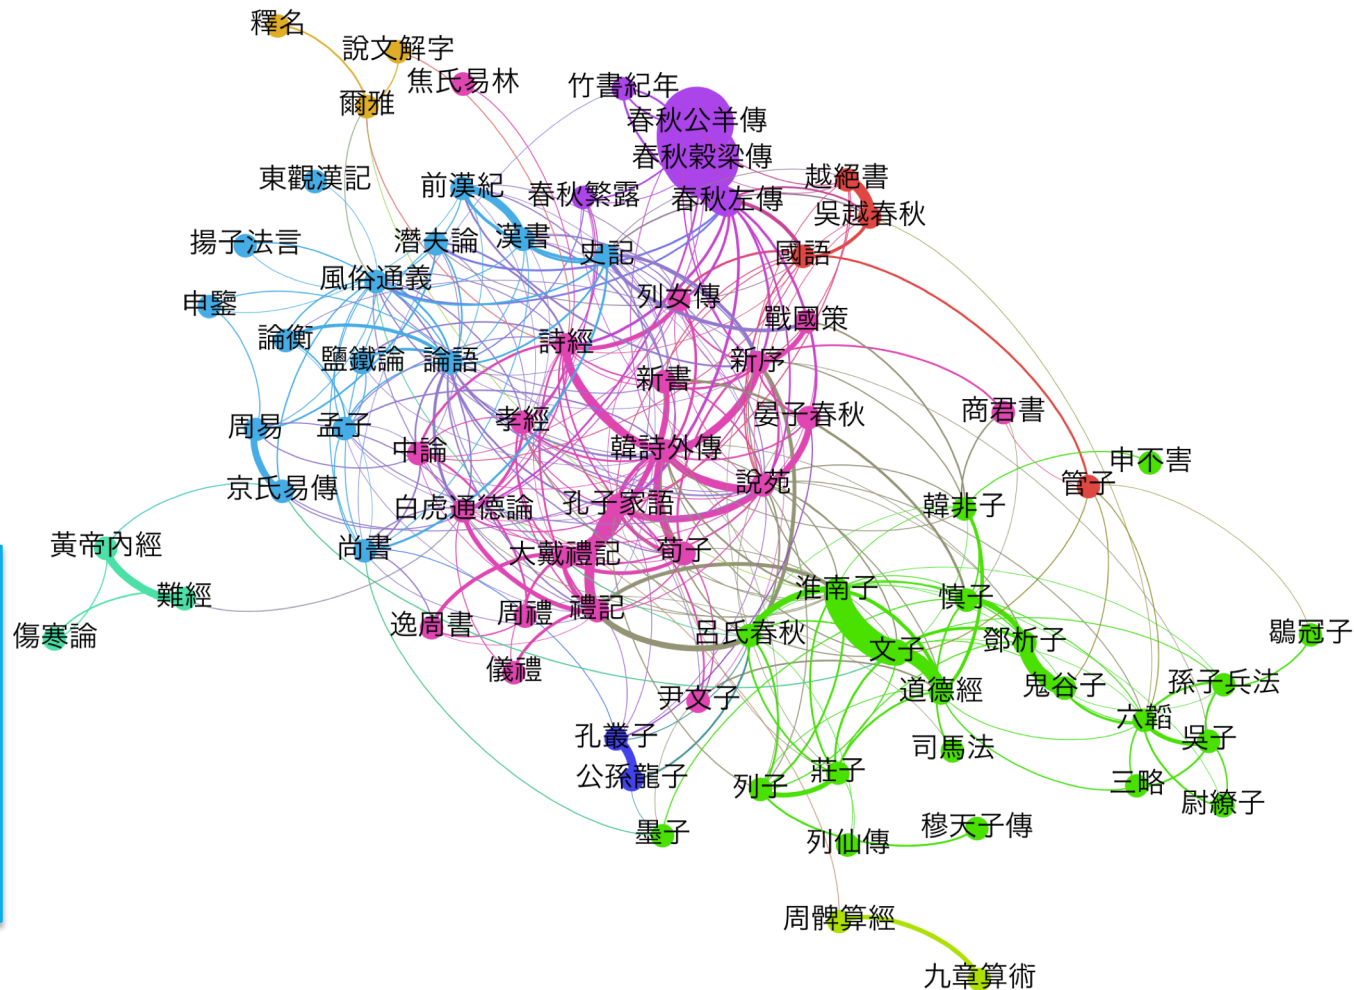 釋名
說文解字
焦氏易林
爾雅
竹書紀年
春秋公羊傳
春秋穀梁傳
東觀漢記
前漢紀
春秋繁露
春秋左傳
越絕書
吳越春秋
揚子法言
潛夫論
漢書
史記
國語
風俗通義
申鑒
列女傳
戰國策
論衡
鹽鐵論
論語
詩經
新書
新序
周易
孟子
孝經
中論
韓詩外傳
晏子春秋
商君書
申不害
京氏易傳
白虎通德論
孔子家語
說苑
韓非子
管子
黃帝內經
尚書
大戴禮記
荀子
難經
淮南子
慎子
傷寒論
逸周書
周禮
禮記
呂氏春秋
文子
鄧析子
鶡冠子
儀禮
尹文子
道德經
鬼谷子
孫子兵法
六韜
吳子
孔叢子
公孫龍子
司馬法
列子
莊子
三略
尉繚子
墨子
列仙傳
穆天子傳
周髀算經
九章算術